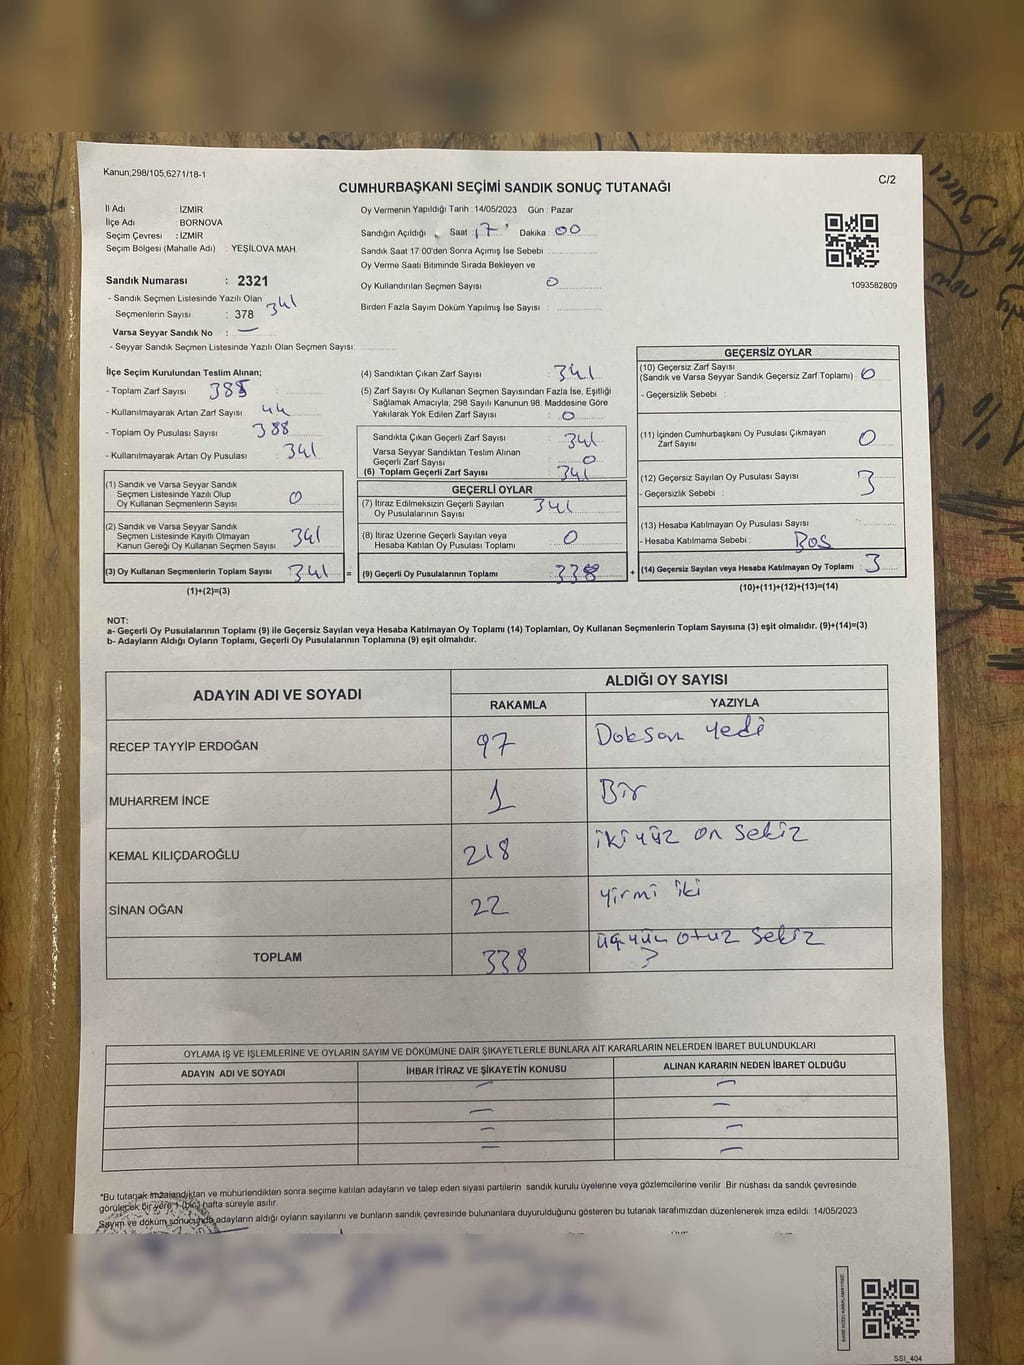 Kanun,298/105,6271/18-1
C/2
CUMHURBAŞKANI SEÇİMİ SANDIK SONUÇ TUTANAĞI
İl Adı : İZMİR
İlçe Adı : BORNOVA
Seçim Çevresi : İZMİR
Seçim Bölgesi (Mahalle Adı) : YEŞİLOVA MAH.
Sandık Numarası : 2321
- Sandık Seçmen Listesinde Yazılı Olan
Seçmenlerin Sayısı : 378 341
Varsa Seyyar Sandık No : —
- Seyyar Sandık Seçmen Listesinde Yazılı Olan Seçmen Sayısı
Oy Vermenin Yapıldığı Tarih : 14/05/2023 Gün : Pazar
Sandığın Açıldığı Saat 17 Dakika : 00
Sandık Saat 17:00'den Sonra Açımış İse Sebebi :
Oy Verme Saati Bitiminde Sırada Bekleyen ve
Oy Kullandırılan Seçmen Sayısı 0
Birden Fazla Sayım Döküm Yapılmış İse Sayısı :
1093582809
İlçe Seçim Kurulundan Teslim Alınan;
- Toplam Zarf Sayısı 385
- Kullanılmayarak Artan Zarf Sayısı 44
- Toplam Oy Pusulası Sayısı 388
- Kullanılmayarak Artan Oy Pusulası 341
(4) Sandıktan Çıkan Zarf Sayısı : 341
(5) Zarf Sayısı Oy Kullanan Seçmen Sayısından Fazla İse, Eşitliği
Sağlamak Amacıyla; 298 Sayılı Kanunun 98. Maddesine Göre
Yakılarak Yok Edilen Zarf Sayısı : 0
Sandıkta Çıkan Geçerli Zarf Sayısı : 341
Varsa Seyyar Sandıktan Teslim Alınan
Geçerli Zarf Sayısı : 0
(6) Toplam Geçerli Zarf Sayısı : 341
GEÇERSİZ OYLAR
(10) Geçersiz Zarf Sayısı
(Sandık ve Varsa Seyyar Sandık Geçersiz Zarf Toplamı) : 0
- Geçersizlik Sebebi :
(11) İçinden Cumhurbaşkanı Oy Pusulası Çıkmayan
Zarf Sayısı : 0
(12) Geçersiz Sayılan Oy Pusulası Sayısı : 3
- Geçersizlik Sebebi :
(13) Hesaba Katılmayan Oy Pusulası Sayısı :
- Hesaba Katılmama Sebebi : Boş
(14) Geçersiz Sayılan veya Hesaba Katılmayan Oy Toplamı : 3
(10)+(11)+(12)+(13)=(14)
(1) Sandık ve Varsa Seyyar Sandık
Seçmen Listesinde Yazılı Olup
Oy Kullanan Seçmenlerin Sayısı 0
(2) Sandık ve Varsa Seyyar Sandık
Seçmen Listesinde Kayıtlı Olmayan
Kanun Gereği Oy Kullanan Seçmen Sayısı 341
(3) Oy Kullanan Seçmenlerin Toplam Sayısı : 341 =
(1)+(2)=(3)
GEÇERLİ OYLAR
(7) İtiraz Edilmeksizin Geçerli Sayılan
Oy Pusulalarının Sayısı 341
(8) İtiraz Üzerine Geçerli Sayılan veya
Hesaba Katılan Oy Pusulası Toplamı : 0
(9) Geçerli Oy Pusulalarının Toplamı : 338 +
NOT:
a- Geçerli Oy Pusulalarının Toplamı (9) ile Geçersiz Sayılan veya Hesaba Katılmayan Oy Toplamı (14) Toplamları, Oy Kullanan Seçmenlerin Toplam Sayısına (3) eşit olmalıdır. (9)+(14)=(3)
b- Adayların Aldığı Oyların Toplamı, Geçerli Oy Pusulalarının Toplamına (9) eşit olmalıdır.
ADAYIN ADI VE SOYADI ALDIĞI OY SAYISI
RAKAMLA YAZIYLA
RECEP TAYYİP ERDOĞAN 97 Doksan yedi
MUHARREM İNCE 1 Bir
KEMAL KILIÇDAROĞLU 218 iki yüz on sekiz
SİNAN OĞAN 22 yirmi iki
TOPLAM 338 otuz sekiz
OYLAMA İŞ VE İŞLEMLERİNE VE OYLARIN SAYIM VE DÖKÜMÜNE DAİR ŞİKAYETLERLE BUNLARA AİT KARARLARIN NELERDEN İBARET BULUNDUKLARI
ADAYIN ADI VE SOYADI İHBAR İTİRAZ VE ŞİKAYETİN KONUSU ALINAN KARARIN NEDEN İBARET OLDUĞU
*Bu tutanak imzalandıktan ve mühürlendikten sonra seçime katılan adayların ve talep eden siyasi partilerin sandık kurulu üyelerine veya gözlemcilerine verilir. Bir nüshası da sandık çevresinde
görülecek bir yere 1 (bir) hafta süreyle asılır.
Sayım ve döküm sonucunda adayların aldığı oyların sayılarını ve bunların sandık çevresinde bulunanlara duyurulduğunu gösteren bu tutanak tarafımızdan düzenlenerek imza edildi. 14/05/2023
SSI_404